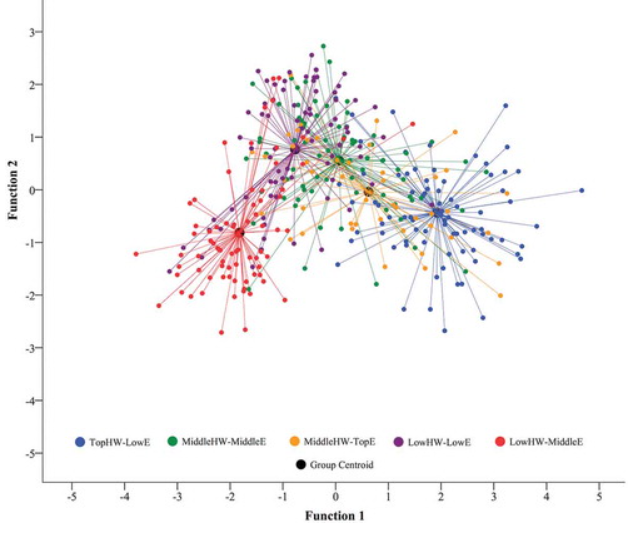 3
2
1
0
-1
-2
-3
-4
-5
Function 2
TopHW-LowE MiddleHW-MiddleE MiddleHW-TopE LowHW-LowE LowHW-MiddleE
Group Centroid
-5 -4 -3 -2 -1 0 1 2 3 4 5
Function 1